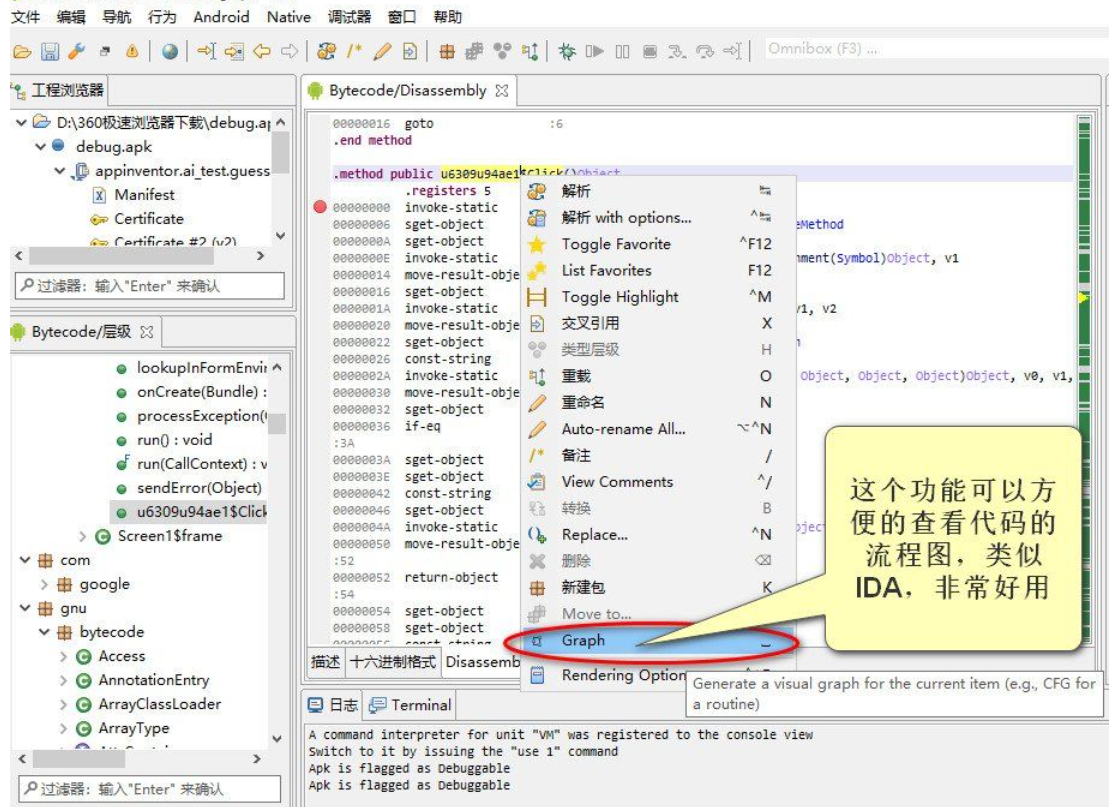 文件 编辑 导航 行为 Android Native 调试器 窗口 帮助
Omnibox (F3) ...
工程浏览器
D:\360极速浏览器下载\debug.ap
debug.apk
appinventor.ai_test.guess
Manifest
Certificate
Certificate #2 (v2)
过滤器: 输入"Enter" 来确认
Bytecode/层级
lookupInFormEnvir
onCreate(Bundle) :
processException(
run() : void
run(CallContext) : v
sendError(Object)
u6309u94ae1$Click
Screen1$frame
com
google
gnu
bytecode
Access
AnnotationEntry
ArrayClassLoader
ArrayType
过滤器: 输入"Enter" 来确认
Bytecode/Disassembly
00000016 goto :6
.end method
.method public u6309u94ae1$Click()Object
.registers 5
00000000 invoke-static
00000006 sget-object eMethod
0000000A sget-object
0000000E invoke-static nment(Symbol)Object, v1
00000014 move-result-obje
00000016 sget-object
0000001A invoke-static v1, v2
00000020 move-result-obje
00000022 sget-object
00000026 const-string
0000002A invoke-static Object, Object, Object)Object, v0, v1,
00000030 move-result-obje
00000032 sget-object
00000036 if-eq
:3A
0000003A sget-object
0000003E sget-object
00000042 const-string
00000046 sget-object
0000004A invoke-static
00000050 move-result-obje
:52
00000052 return-object
:54
00000054 sget-object
00000058 sget-object
描述 十六进制格式 Disassemb
解析
解析 with options...
Toggle Favorite ^F12
List Favorites F12
Toggle Highlight ^M
交叉引用 X
类型层级 H
重载 O
重命名 N
Auto-rename All... ⌥^N
备注 /
View Comments ^/
转换 B
Replace... ^N
删除 ⌫
新建包 K
Move to...
Graph
Rendering Option
这个功能可以方
便的查看代码的
流程图，类似
IDA，非常好用
Generate a visual graph for the current item (e.g., CFG for
a routine)
日志 Terminal
A command interpreter for unit "VM" was registered to the console view
Switch to it by issuing the "use 1" command
Apk is flagged as Debuggable
Apk is flagged as Debuggable